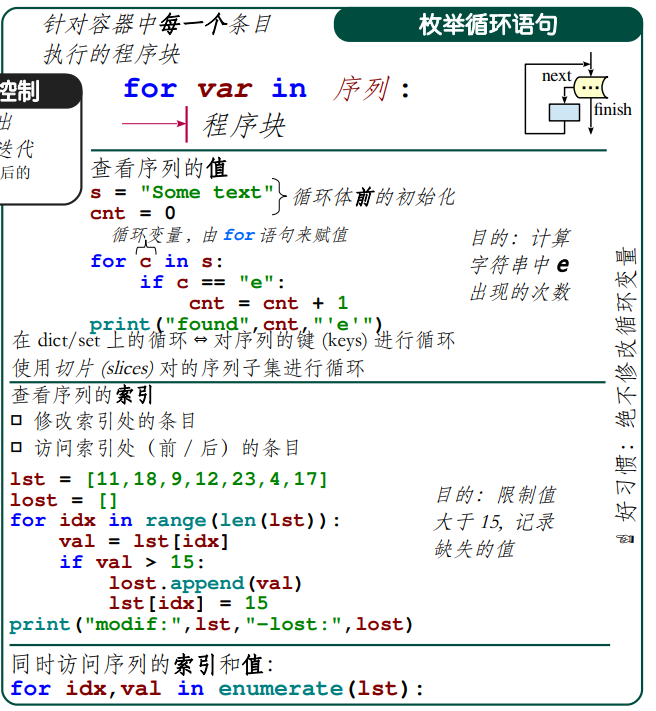 枚举循环语句
针对容器中每一个条目
执行的程序块
控制
出
迭代
后的
for var in 序列:
程序块
next
...
finish
查看序列的值
s = "Some text"
cnt = 0
循环体前的初始化
循环变量, 由 for 语句来赋值
for c in s:
if c == "e":
cnt = cnt + 1
print("found",cnt,"'e'")
目的: 计算
字符串中 e
出现的次数
在 dict/set 上的循环 ⇔ 对序列的键 (keys) 进行循环
使用切片 (slices) 对的序列子集进行循环
查看序列的索引
□ 修改索引处的条目
□ 访问索引处（前 / 后）的条目
lst = [11,18,9,12,23,4,17]
lost = []
for idx in range(len(lst)):
val = lst[idx]
if val > 15:
lost.append(val)
lst[idx] = 15
print("modif:",lst,"-lost:",lost)
目的: 限制值
大于 15, 记录
缺失的值
同时访问序列的索引和值:
for idx,val in enumerate(lst):
☝ 好习惯: 绝不修改循环变量